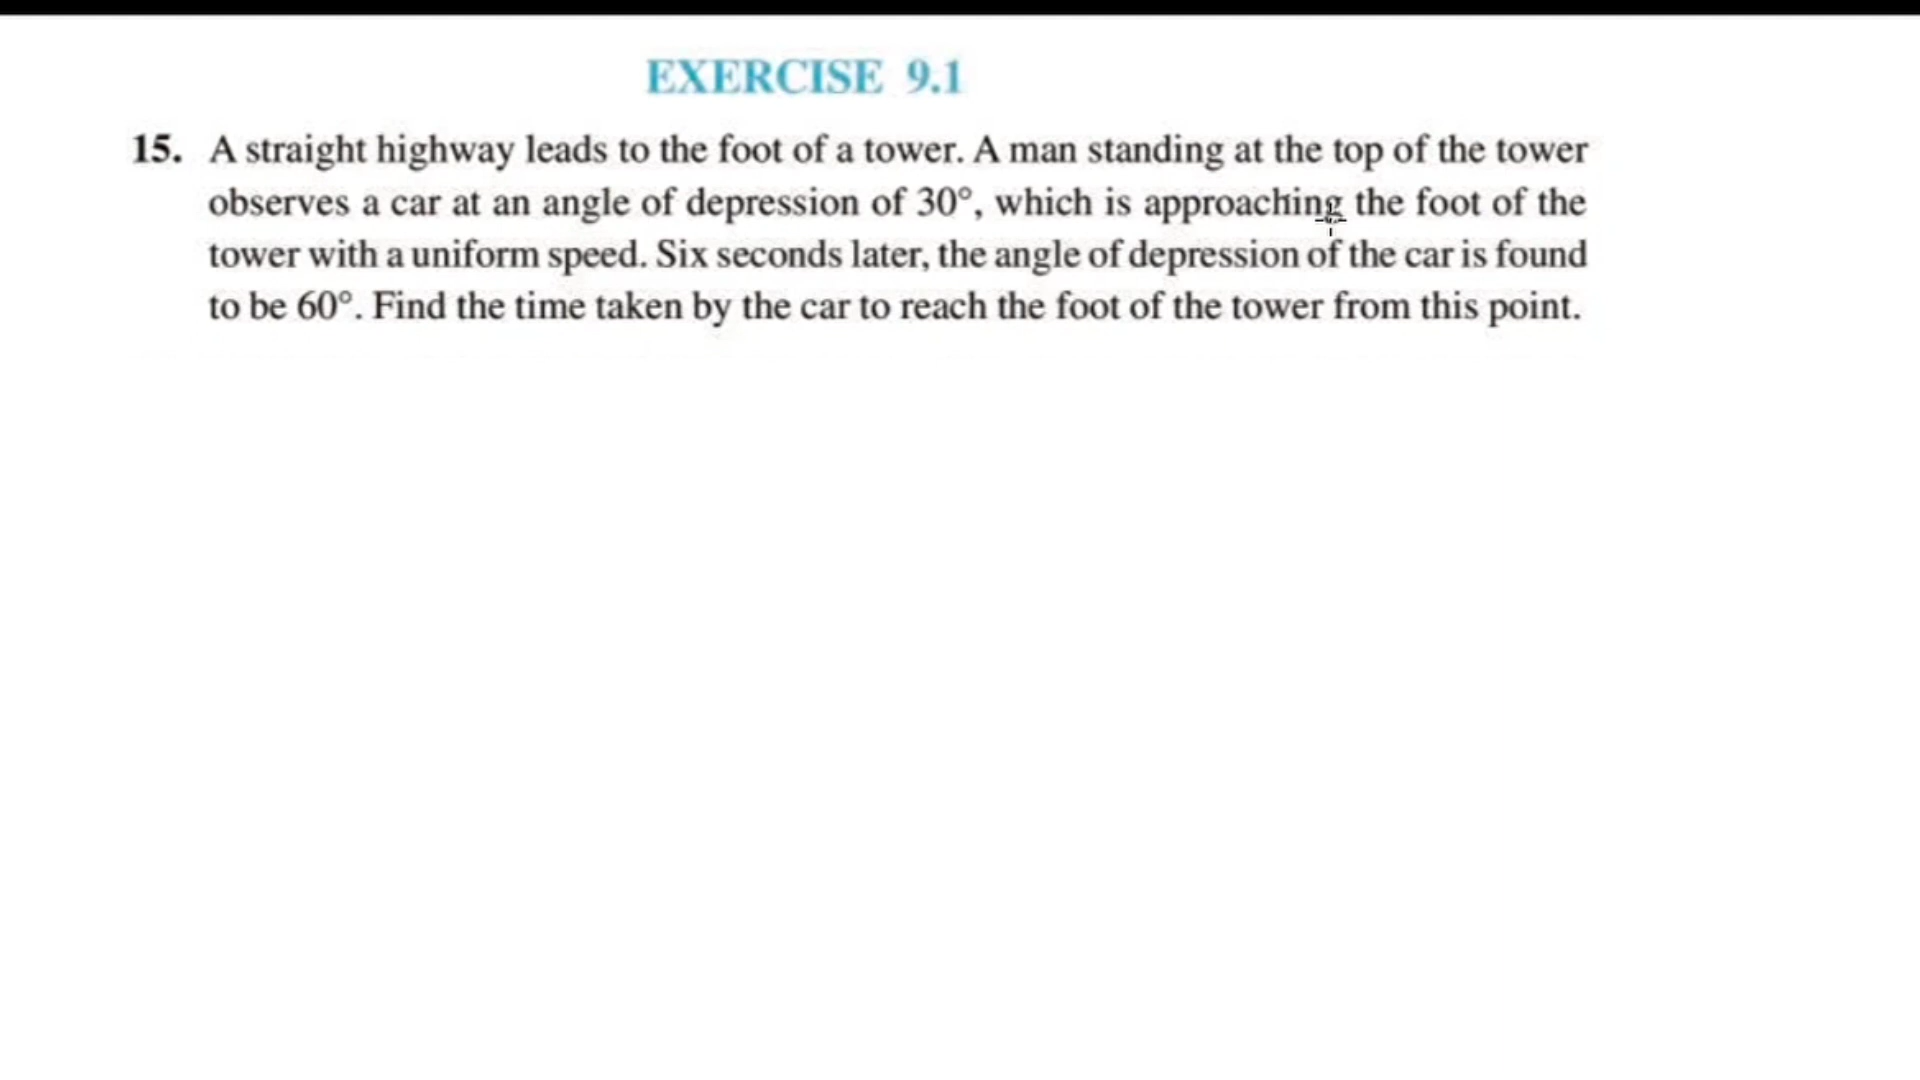 EXERCISE 9.1
15. A straight highway leads to the foot of a tower. A man standing at the top of the tower
observes a car at an angle of depression of 30°, which is approaching the foot of the
tower with a uniform speed. Six seconds later, the angle of depression of the car is found
to be 60°. Find the time taken by the car to reach the foot of the tower from this point.